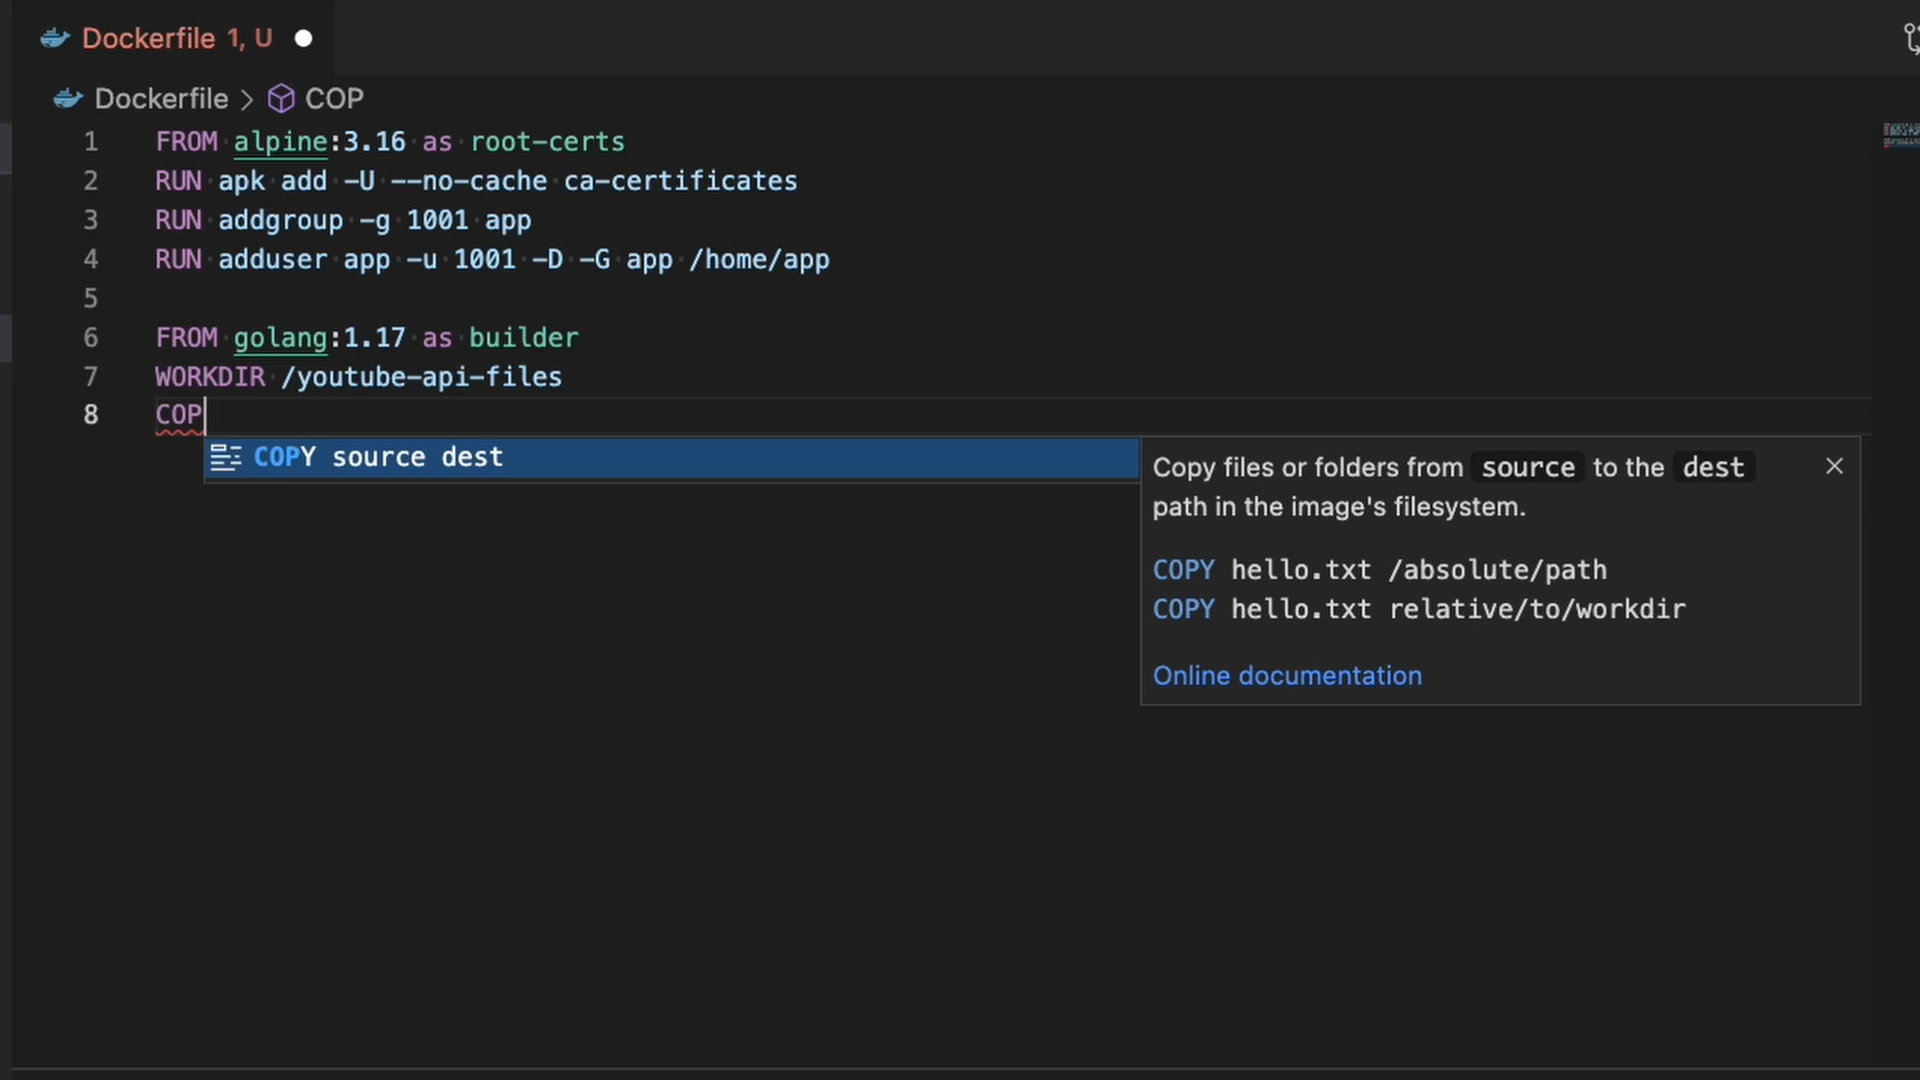 Dockerfile 1, U
Dockerfile > COP
1 FROM alpine:3.16 as root-certs
2 RUN apk add -U --no-cache ca-certificates
3 RUN addgroup -g 1001 app
4 RUN adduser app -u 1001 -D -G app /home/app
5
6 FROM golang:1.17 as builder
7 WORKDIR /youtube-api-files
8 COP
COPY source dest
Copy files or folders from source to the dest
path in the image's filesystem.
COPY hello.txt /absolute/path
COPY hello.txt relative/to/workdir
Online documentation